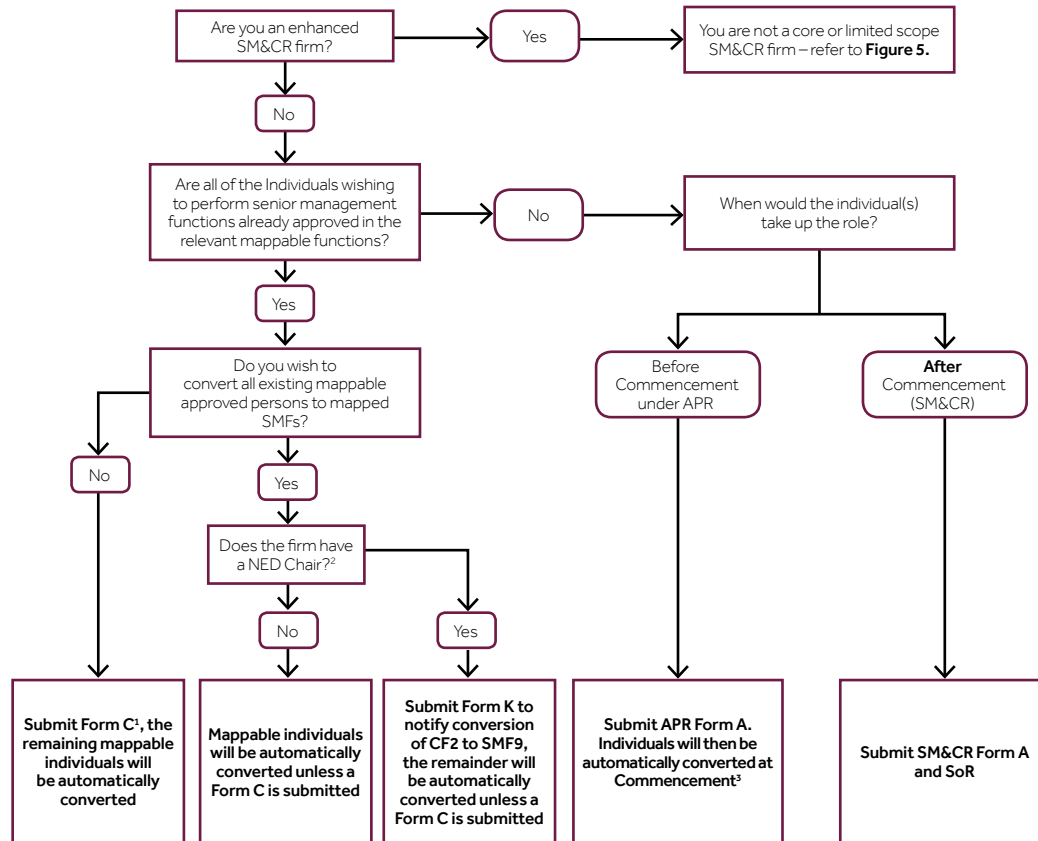 Are you an enhanced
SM&CR firm?
Yes
You are not a core or limited scope
SM&CR firm – refer to Figure 5.
No
Are all of the Individuals wishing
to perform senior management
functions already approved in the
relevant mappable functions?
No
When would the individual(s)
take up the role?
Yes
Do you wish to
convert all existing mappable
approved persons to mapped
SMFs?
Before
Commencement
under APR
After
Commencement
(SM&CR)
No
Yes
Does the firm have
a NED Chair?²
No
Yes
Submit Form C¹, the
remaining mappable
individuals will
be automatically
converted
Mappable individuals
will be automatically
converted unless a
Form C is submitted
Submit Form K to
notify conversion
of CF2 to SMF9,
the remainder will
be automatically
converted unless a
Form C is submitted
Submit APR Form A.
Individuals will then be
automatically converted at
Commencement³
Submit SM&CR Form A
and SoR